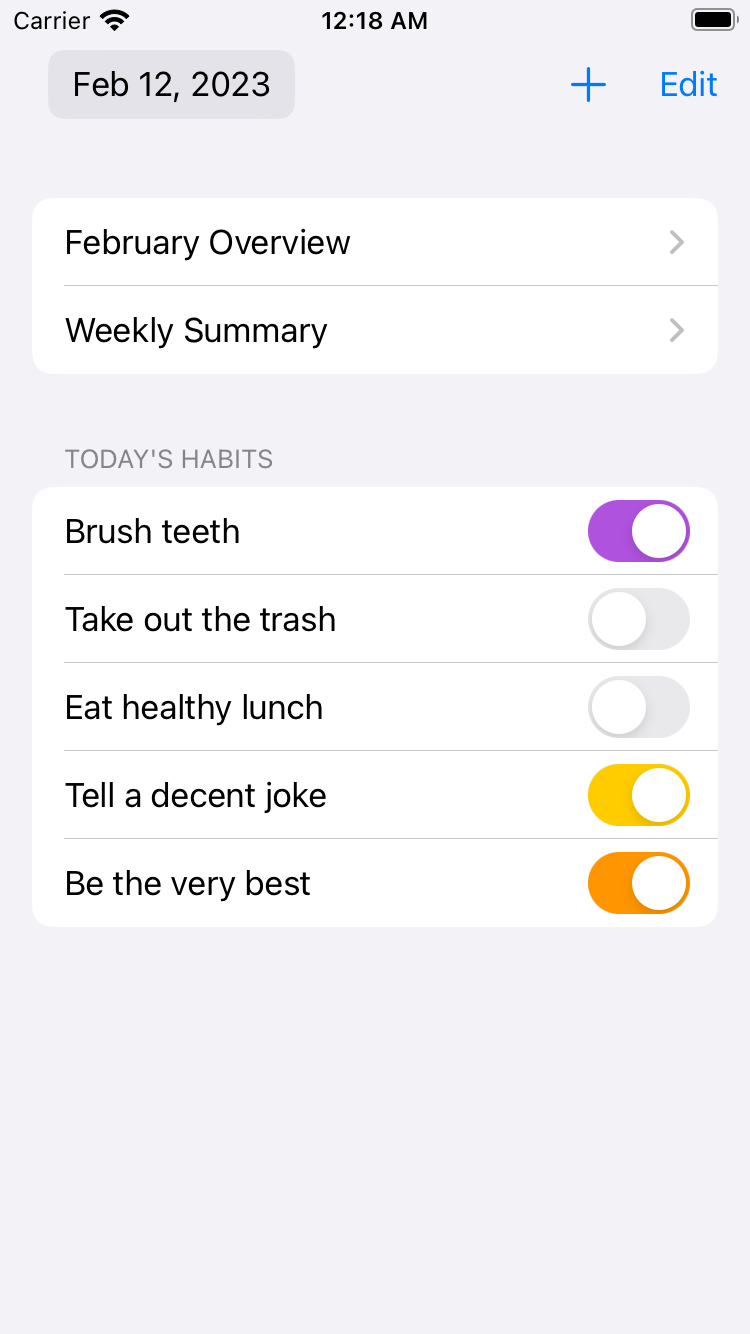 Carrier 12:18 AM
Feb 12, 2023 + Edit
February Overview
Weekly Summary
TODAY'S HABITS
Brush teeth
Take out the trash
Eat healthy lunch
Tell a decent joke
Be the very best